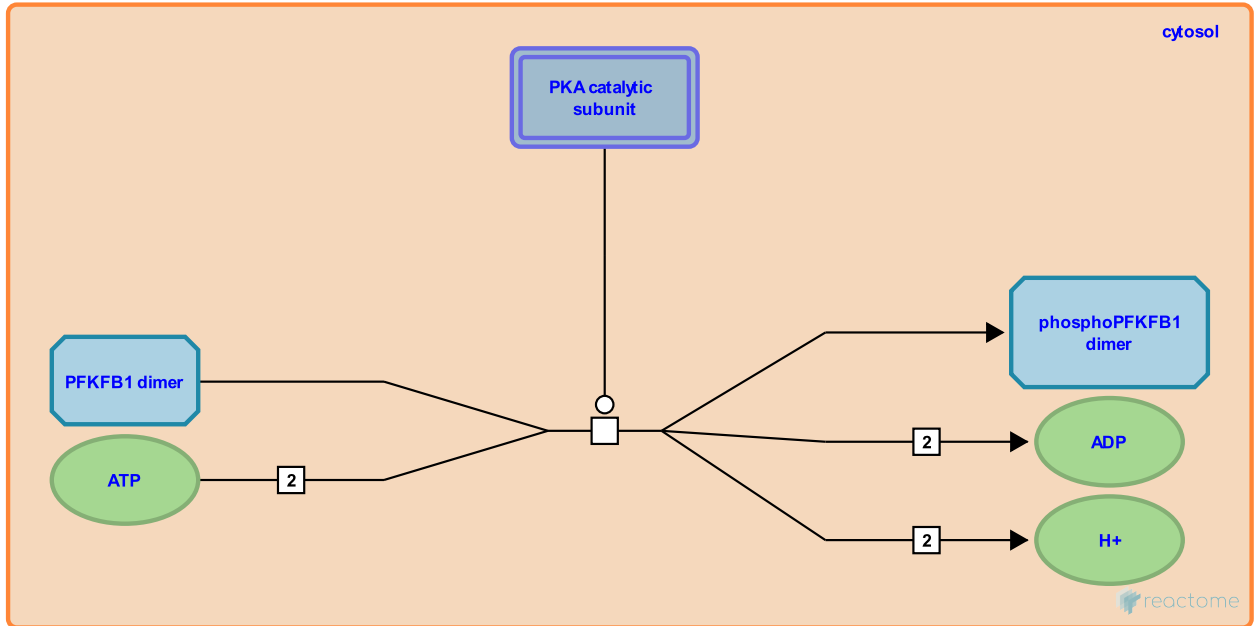 cytosol
PKA catalytic
subunit
PFKFB1 dimer
ATP
2
phosphoPFKFB1
dimer
2
ADP
2
H+
reactome